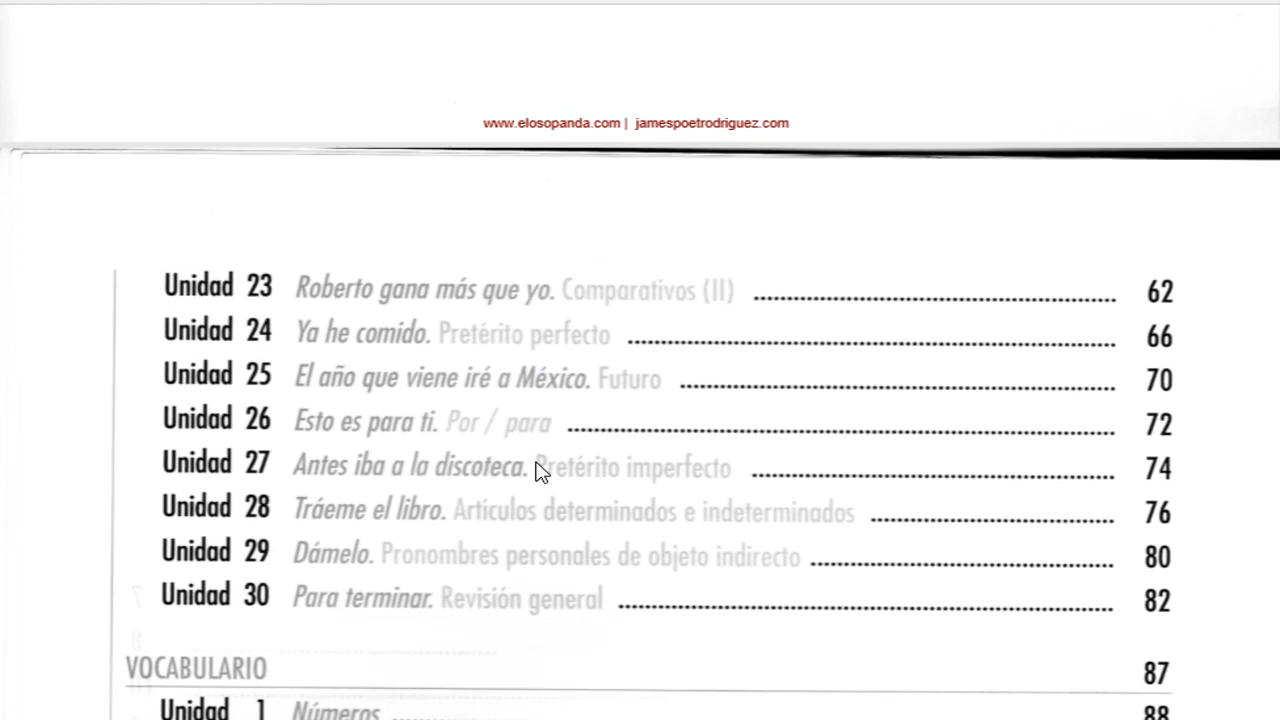 www.elosopanda.com | jamespoetrodriguez.com
Unidad 23 Roberto gana más que yo. Comparativos (II) 62
Unidad 24 Ya he comido. Pretérito perfecto 66
Unidad 25 El año que viene iré a México. Futuro 70
Unidad 26 Esto es para ti. Por / para 72
Unidad 27 Antes iba a la discoteca. Pretérito imperfecto 74
Unidad 28 Tráeme el libro. Artículos determinados e indeterminados 76
Unidad 29 Dámelo. Pronombres personales de objeto indirecto 80
Unidad 30 Para terminar. Revisión general 82
VOCABULARIO 87
Unidad 1 Números 88